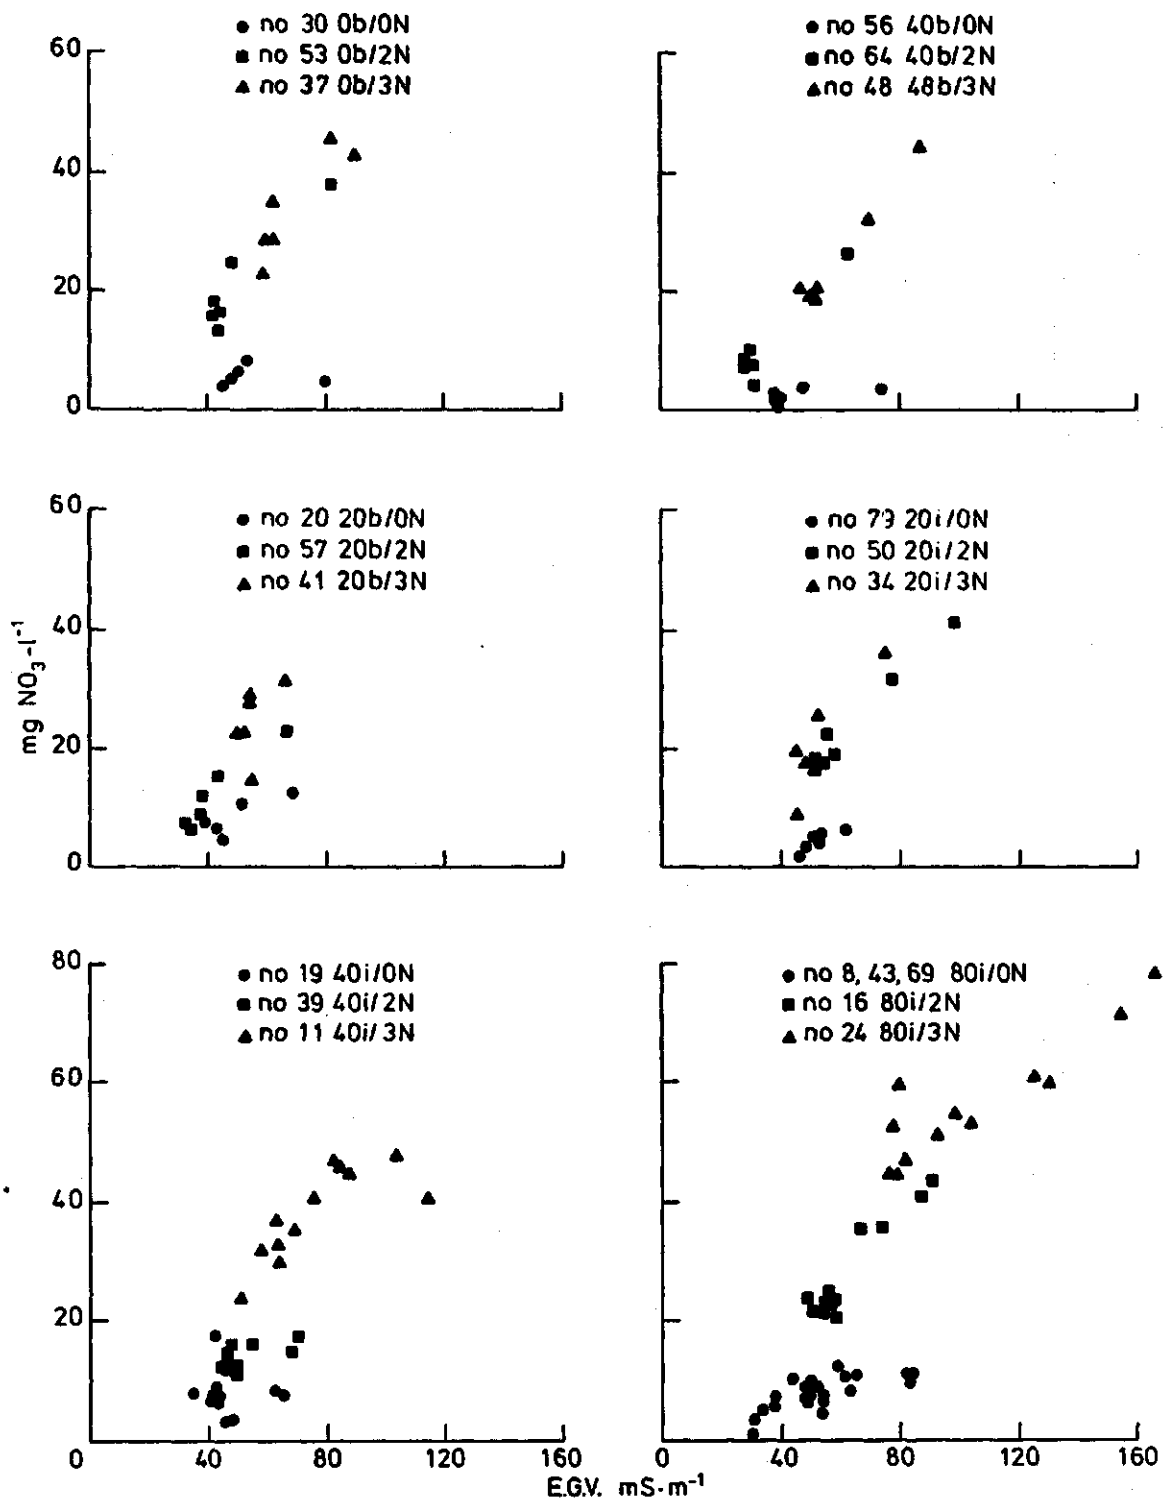 no 30 0b/0N
no 53 0b/2N
no 37 0b/3N
60
40
20
0
no 56 40b/0N
no 64 40b/2N
no 48 48b/3N
no 20 20b/0N
no 57 20b/2N
no 41 20b/3N
60
40
20
0
no 79 20i/0N
no 50 20i/2N
no 34 20i/3N
mg NO₃-l⁻¹
no 19 40i/0N
no 39 40i/2N
no 11 40i/3N
80
60
40
20
0 40 80 120 160
no 8, 43, 69 80i/0N
no 16 80i/2N
no 24 80i/3N
0 40 80 120 160
E.G.V. mS·m⁻¹